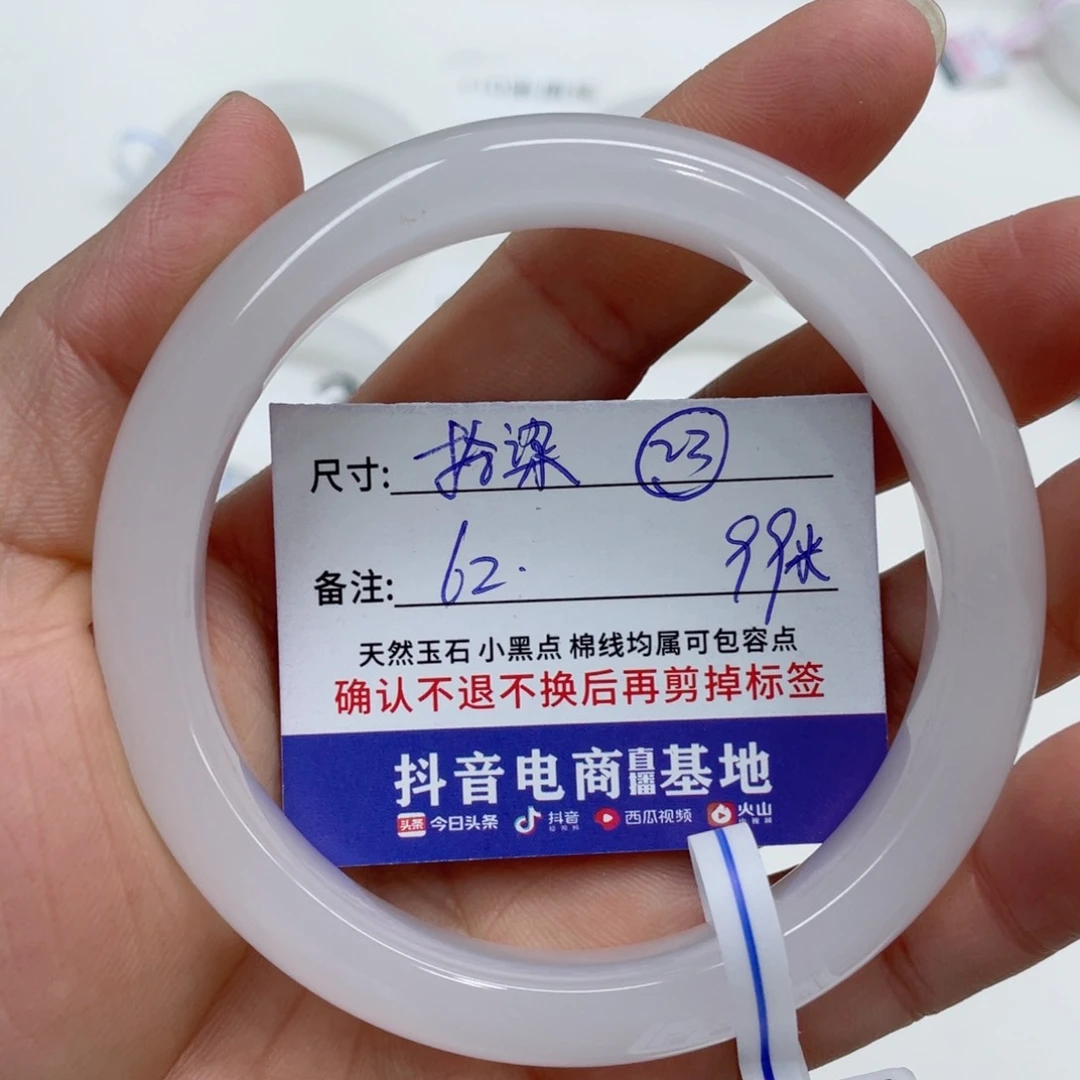 尺寸: 拾染 23
备注: 62. 99米
天然玉石 小黑点 棉线均属可包容点
确认不退不换后再剪掉标签
抖音电商直播基地
头条 今日头条 抖音 西瓜视频 火山